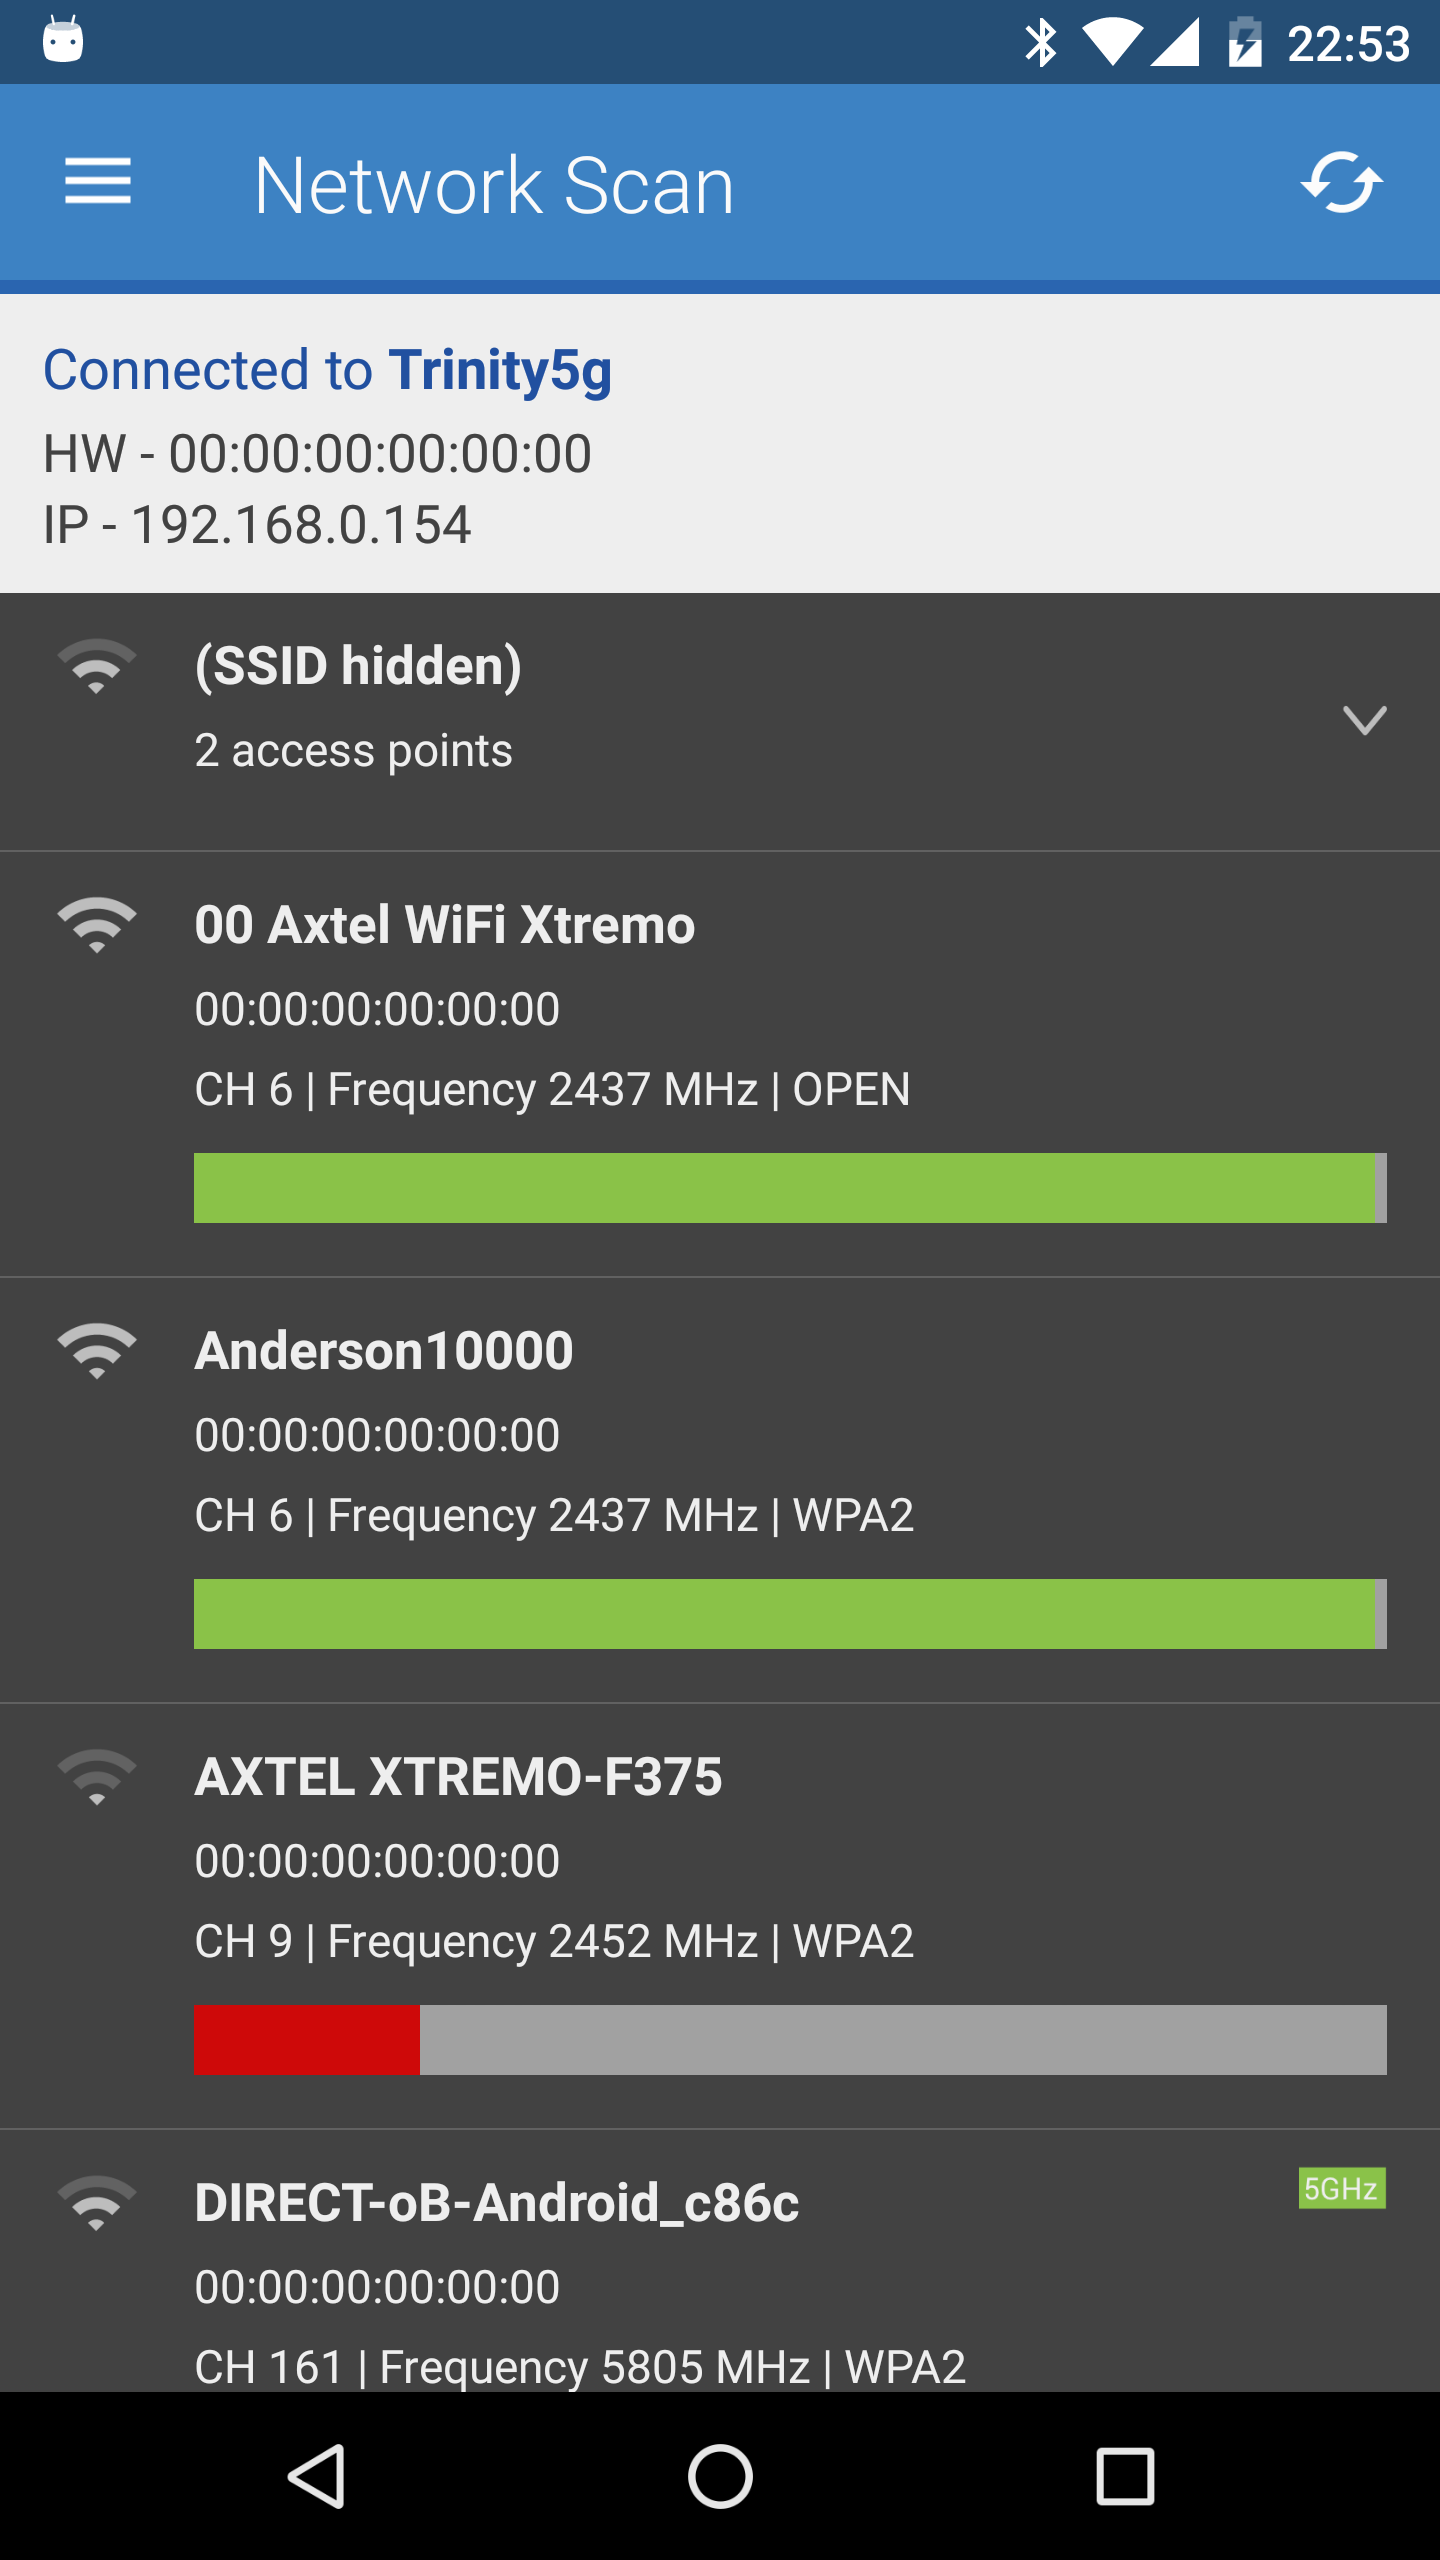 22:53
Network Scan
Connected to Trinity5g
HW - 00:00:00:00:00:00
IP - 192.168.0.154
(SSID hidden)
2 access points
00 Axtel WiFi Xtremo
00:00:00:00:00:00
CH 6 | Frequency 2437 MHz | OPEN
Anderson10000
00:00:00:00:00:00
CH 6 | Frequency 2437 MHz | WPA2
AXTEL XTREMO-F375
00:00:00:00:00:00
CH 9 | Frequency 2452 MHz | WPA2
DIRECT-oB-Android_c86c
5GHz
00:00:00:00:00:00
CH 161 | Frequency 5805 MHz | WPA2